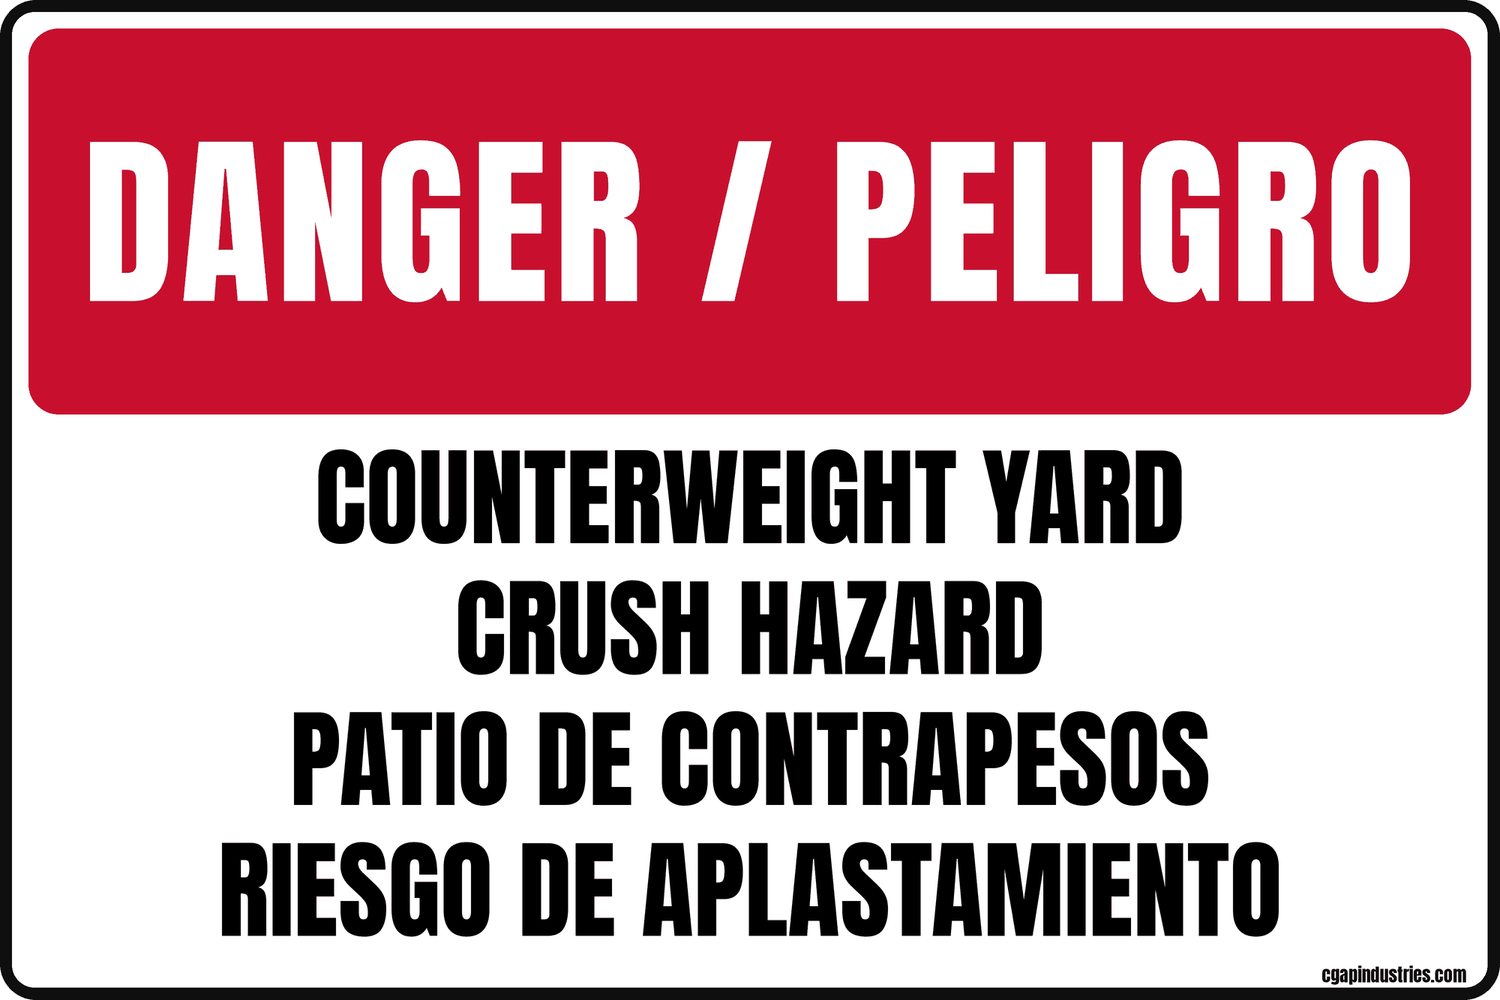 DANGER / PELIGRO
COUNTERWEIGHT YARD
CRUSH HAZARD
PATIO DE CONTRAPESOS
RIESGO DE APLASTAMIENTO
cgapindustries.com